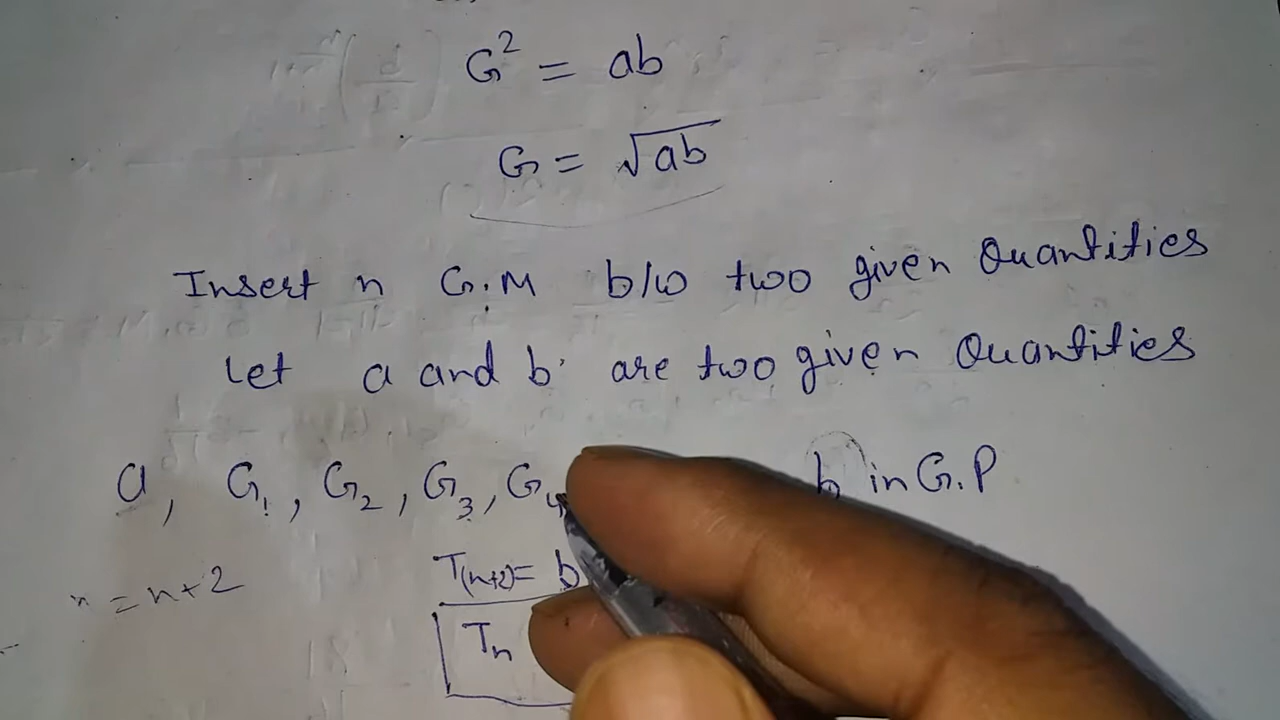 G² = ab
G = √ab
Insert n G.M b/w two given Quantities
Let a and b are two given Quantities
a, G₁, G₂, G₃, G₄ b in G.P
n = n+2
T(n+2) = b
Tn